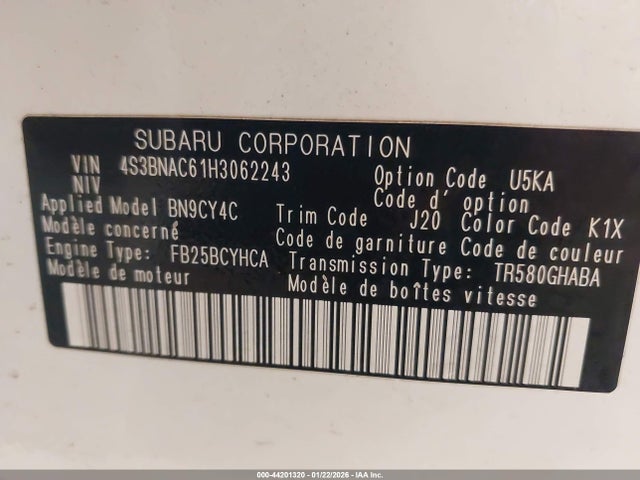 SUBARU CORPORATION
VIN 4S3BNAC61H3062243
NIV
Option Code U5KA
Code d'option
Applied Model BN9CY4C
Modèle concerné
Trim Code J20 Color Code K1X
Code de garniture Code de couleur
Engine Type: FB25BCYHCA
Modèle de moteur
Transmission Type: TR580GHABA
Modèle de boîtes vitesse
000-44201320 - 01/22/2026 - IAA Inc.